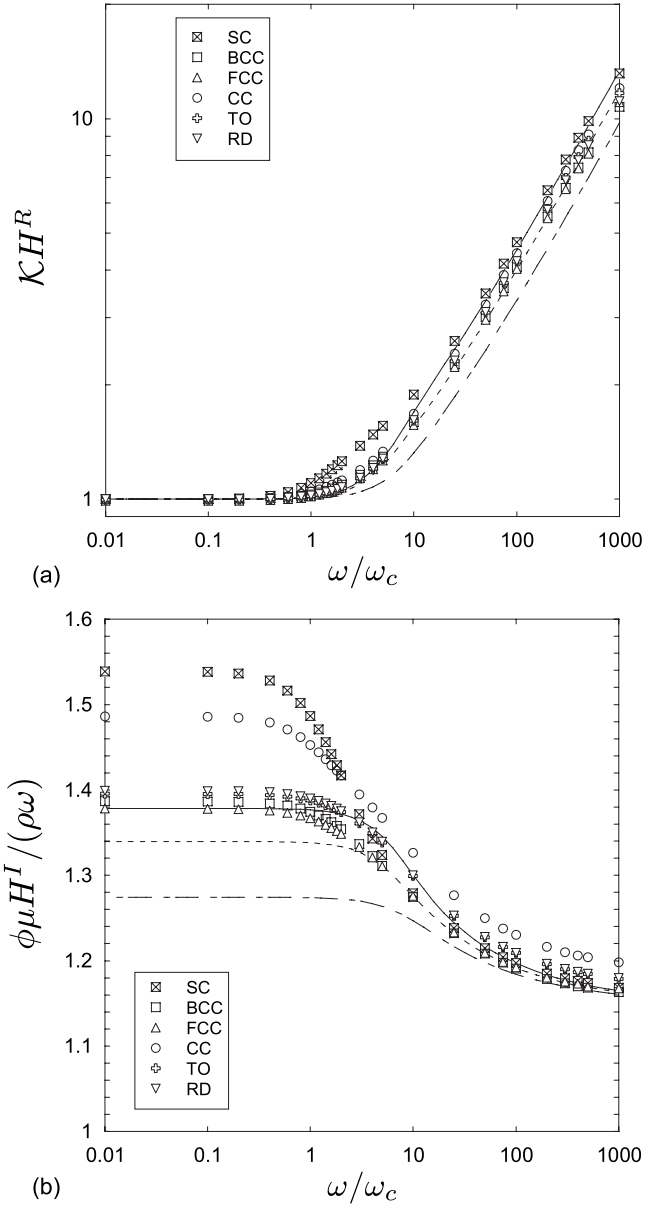 10
1
𝒦H^R
SC
BCC
FCC
CC
TO
RD
0.01 0.1 1 10 100 1000
ω/ω_c
(a)
1.6
1.5
1.4
1.3
1.2
1.1
1
ϕμH^I/(ρω)
SC
BCC
FCC
CC
TO
RD
0.01 0.1 1 10 100 1000
ω/ω_c
(b)